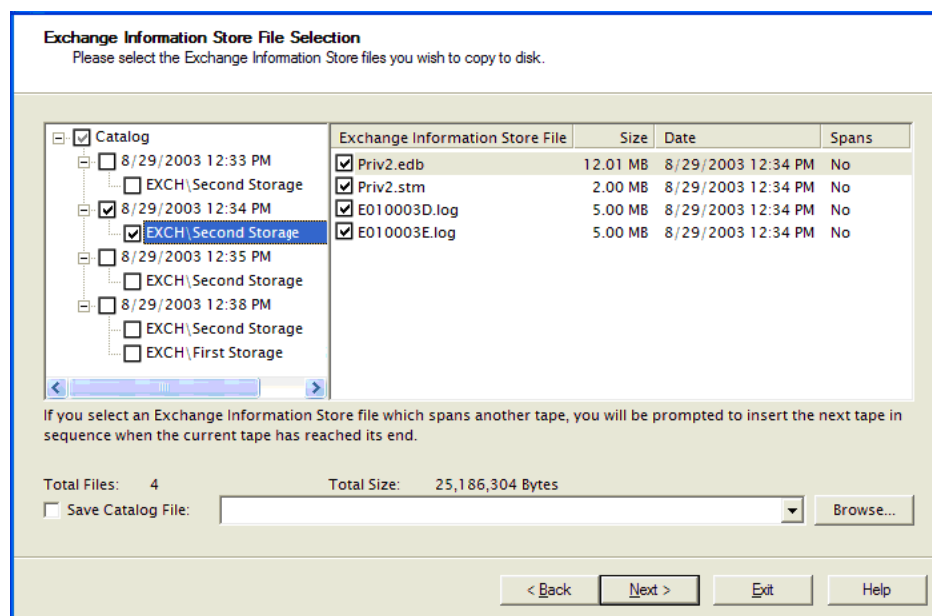 Exchange Information Store File Selection
Please select the Exchange Information Store files you wish to copy to disk.
Catalog
8/29/2003 12:33 PM
EXCH\Second Storage
8/29/2003 12:34 PM
EXCH\Second Storage
8/29/2003 12:35 PM
EXCH\Second Storage
8/29/2003 12:38 PM
EXCH\Second Storage
EXCH\First Storage
Exchange Information Store File Size Date Spans
Priv2.edb 12.01 MB 8/29/2003 12:34 PM No
Priv2.stm 2.00 MB 8/29/2003 12:34 PM No
E010003D.log 5.00 MB 8/29/2003 12:34 PM No
E010003E.log 5.00 MB 8/29/2003 12:34 PM No
If you select an Exchange Information Store file which spans another tape, you will be prompted to insert the next tape in
sequence when the current tape has reached its end.
Total Files: 4 Total Size: 25,186,304 Bytes
Save Catalog File: Browse...
< Back Next > Exit Help